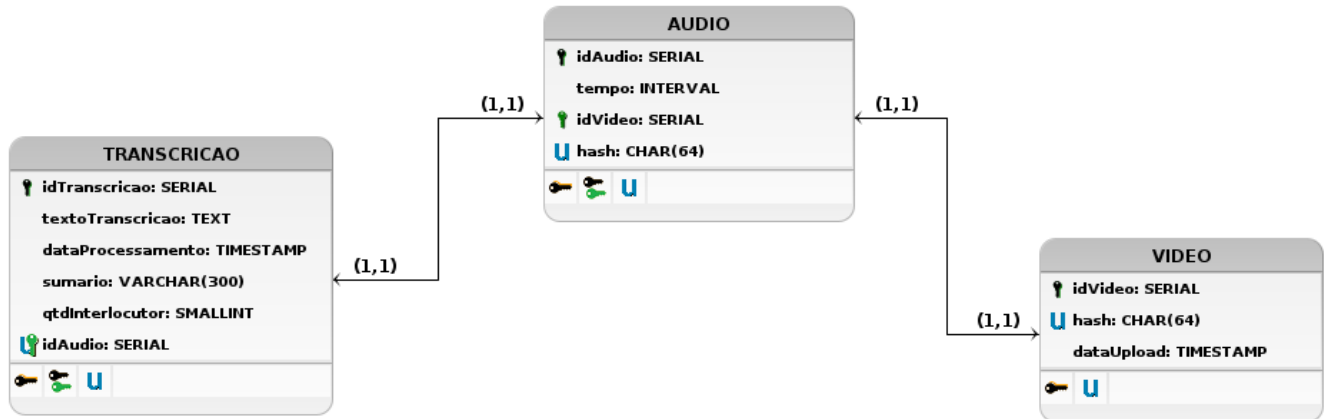 AUDIO
idAudio: SERIAL
tempo: INTERVAL
idVideo: SERIAL
U hash: CHAR(64)
U
(1,1)
(1,1)
TRANSCRICAO
idTranscricao: SERIAL
textoTranscricao: TEXT
dataProcessamento: TIMESTAMP
sumario: VARCHAR(300)
qtdInterlocutor: SMALLINT
U idAudio: SERIAL
U
(1,1)
(1,1)
VIDEO
idVideo: SERIAL
U hash: CHAR(64)
dataUpload: TIMESTAMP
U